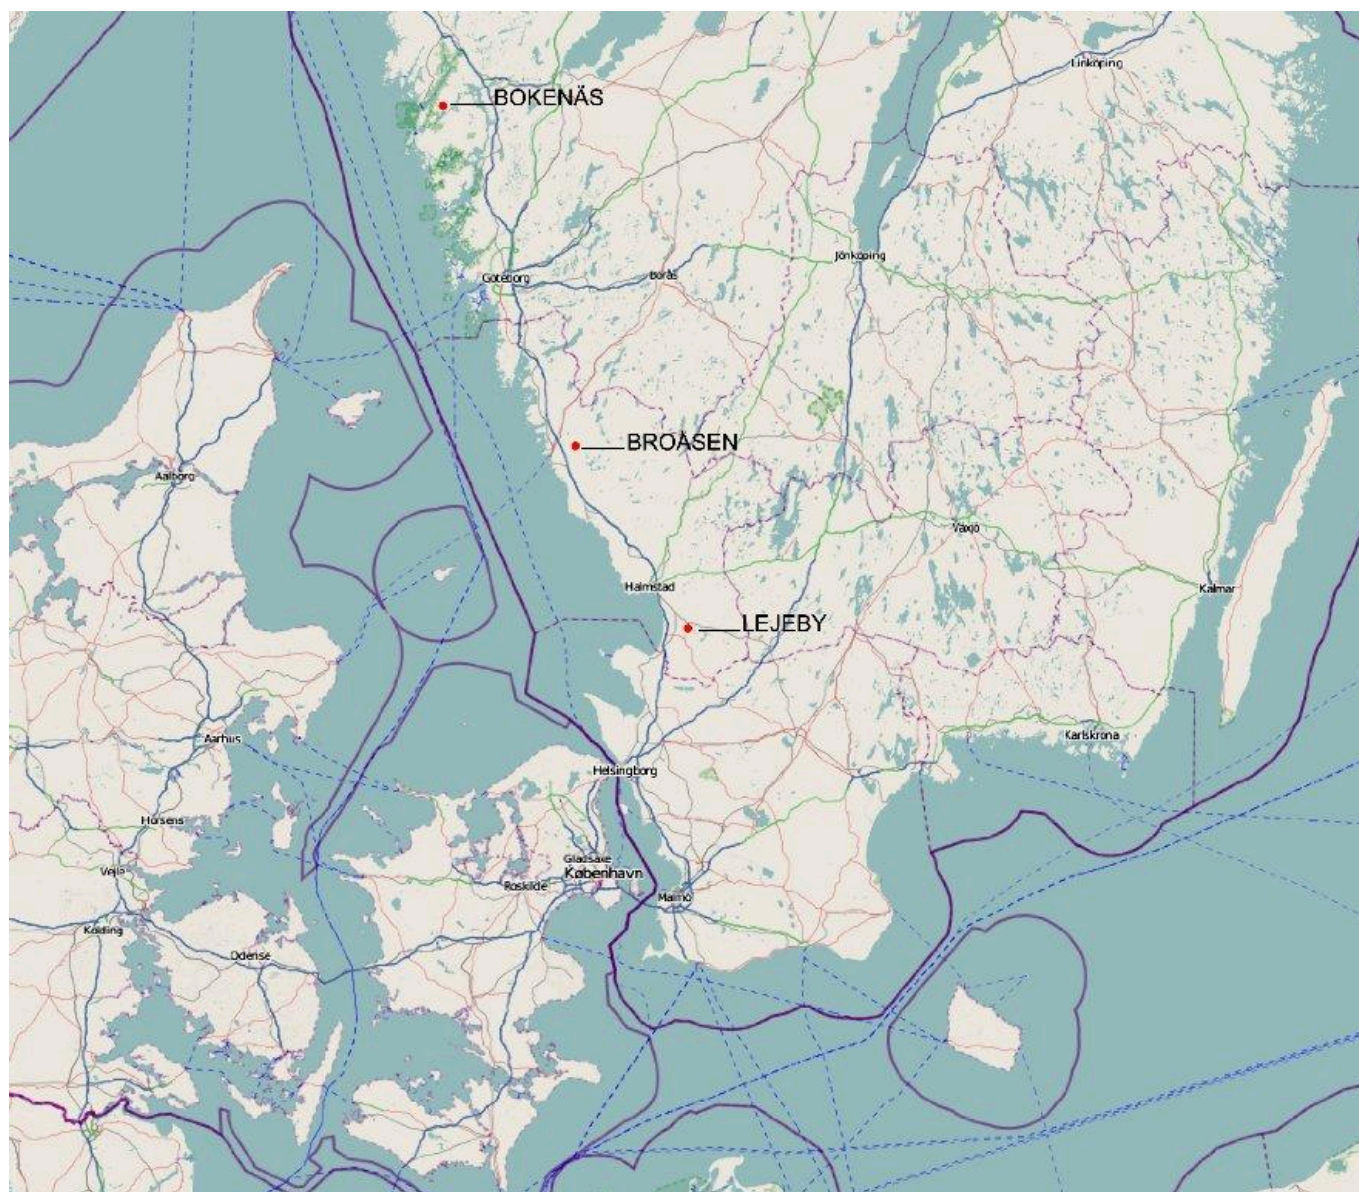 Linköping
BOKENÄS
Göteborg
Borås
Jönköping
BROÅSEN
Aalborg
Växjö
Halmstad
Kalmar
LEJEBY
Aarhus
Karlskrona
Helsingborg
Horsens
Gladsaxe
Vejle
København
Roskilde
Malmö
Kolding
Odense